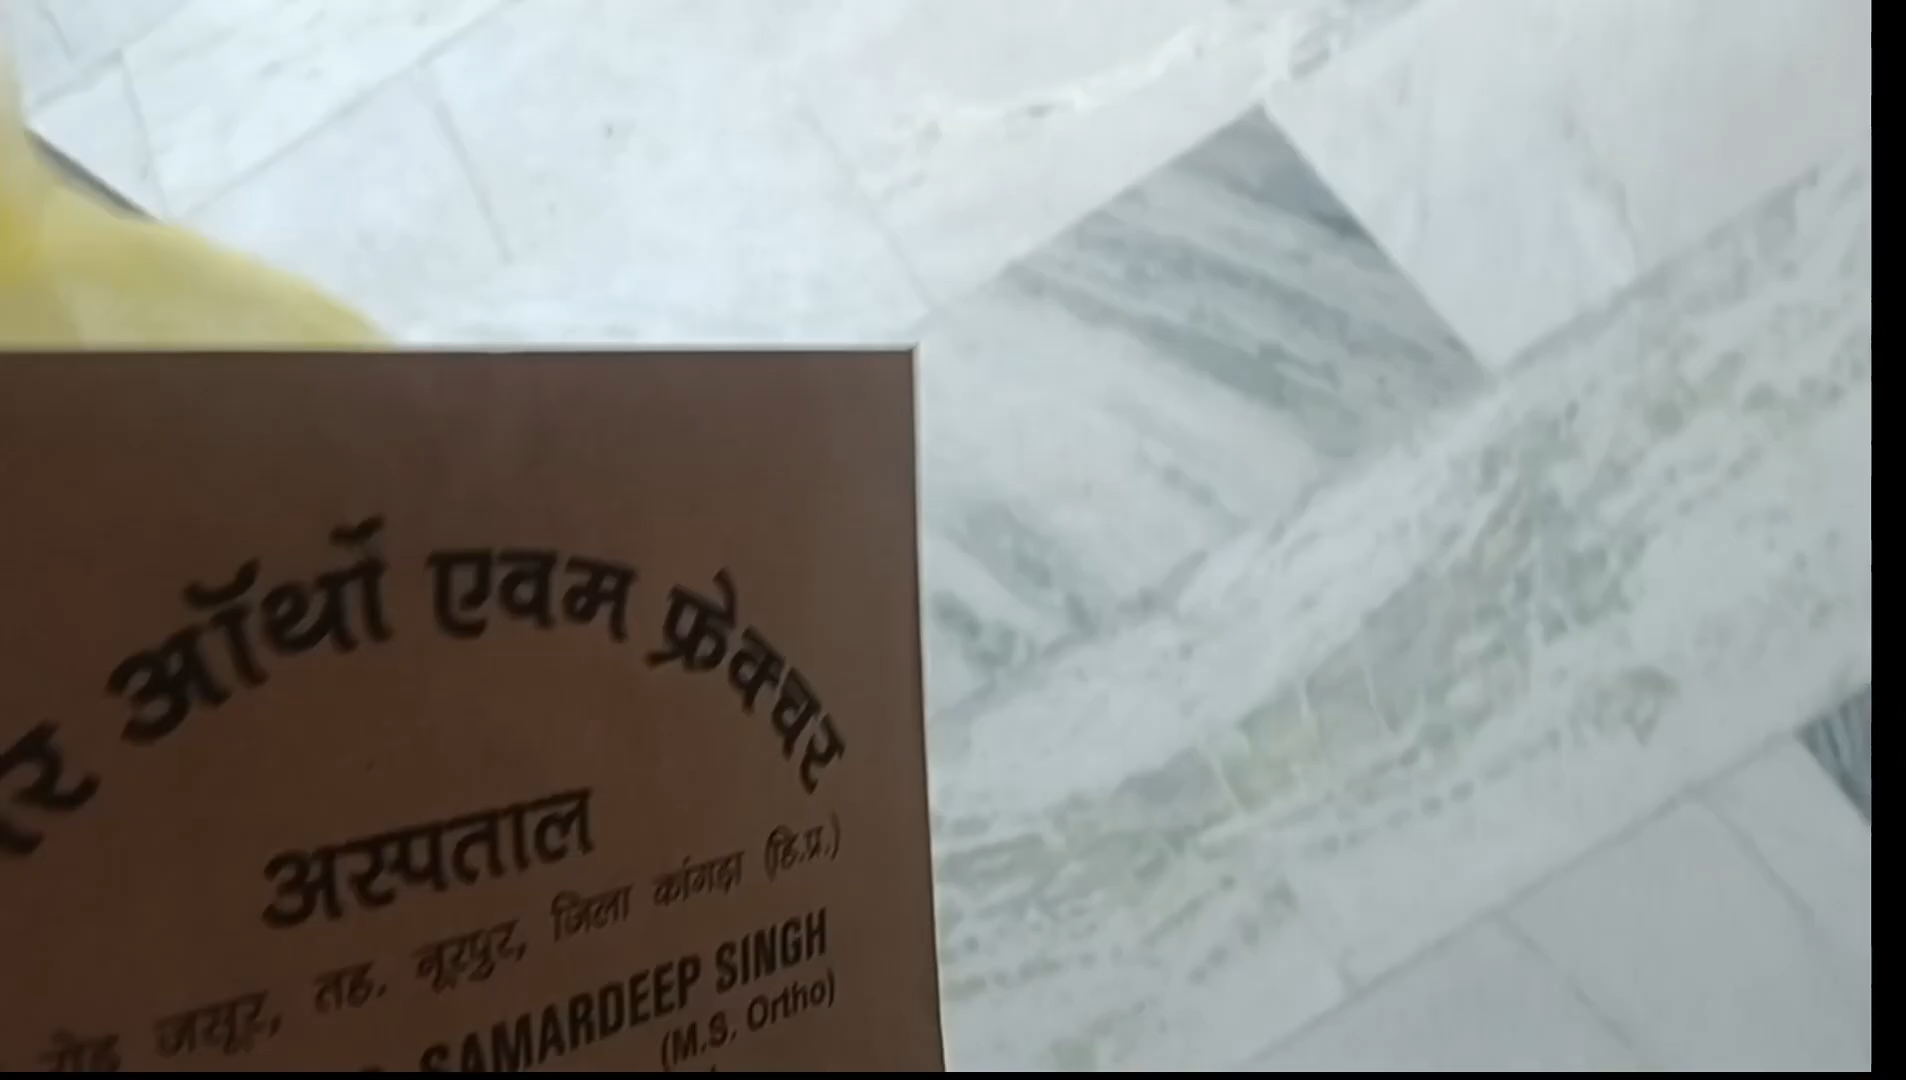 ऑर्थो एवम फ्रेक्चर
अस्पताल
रोड जसूर, तह. नूरपुर, जिला कांगड़ा (हि.प्र.)
SAMARDEEP SINGH
(M.S. Ortho)